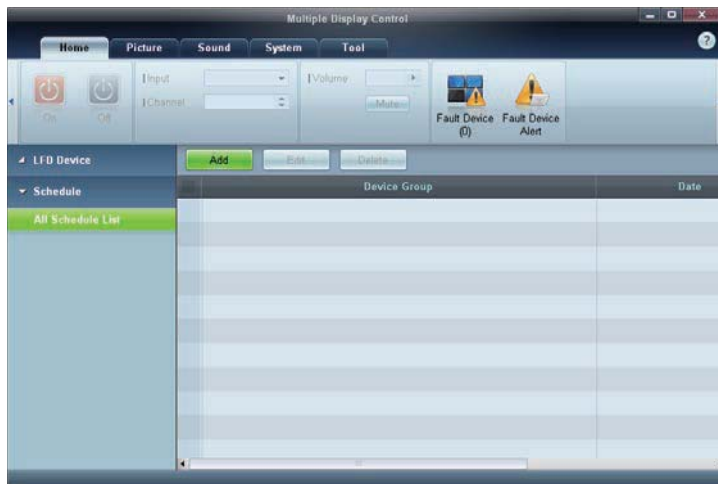 Multiple Display Control
Home Picture Sound System Tool
?
Input
Volume
On Off
Channel
Mute
Fault Device (0)
Fault Device Alert
LFD Device
Add Edit Delete
Schedule
Device Group Date
All Schedule List